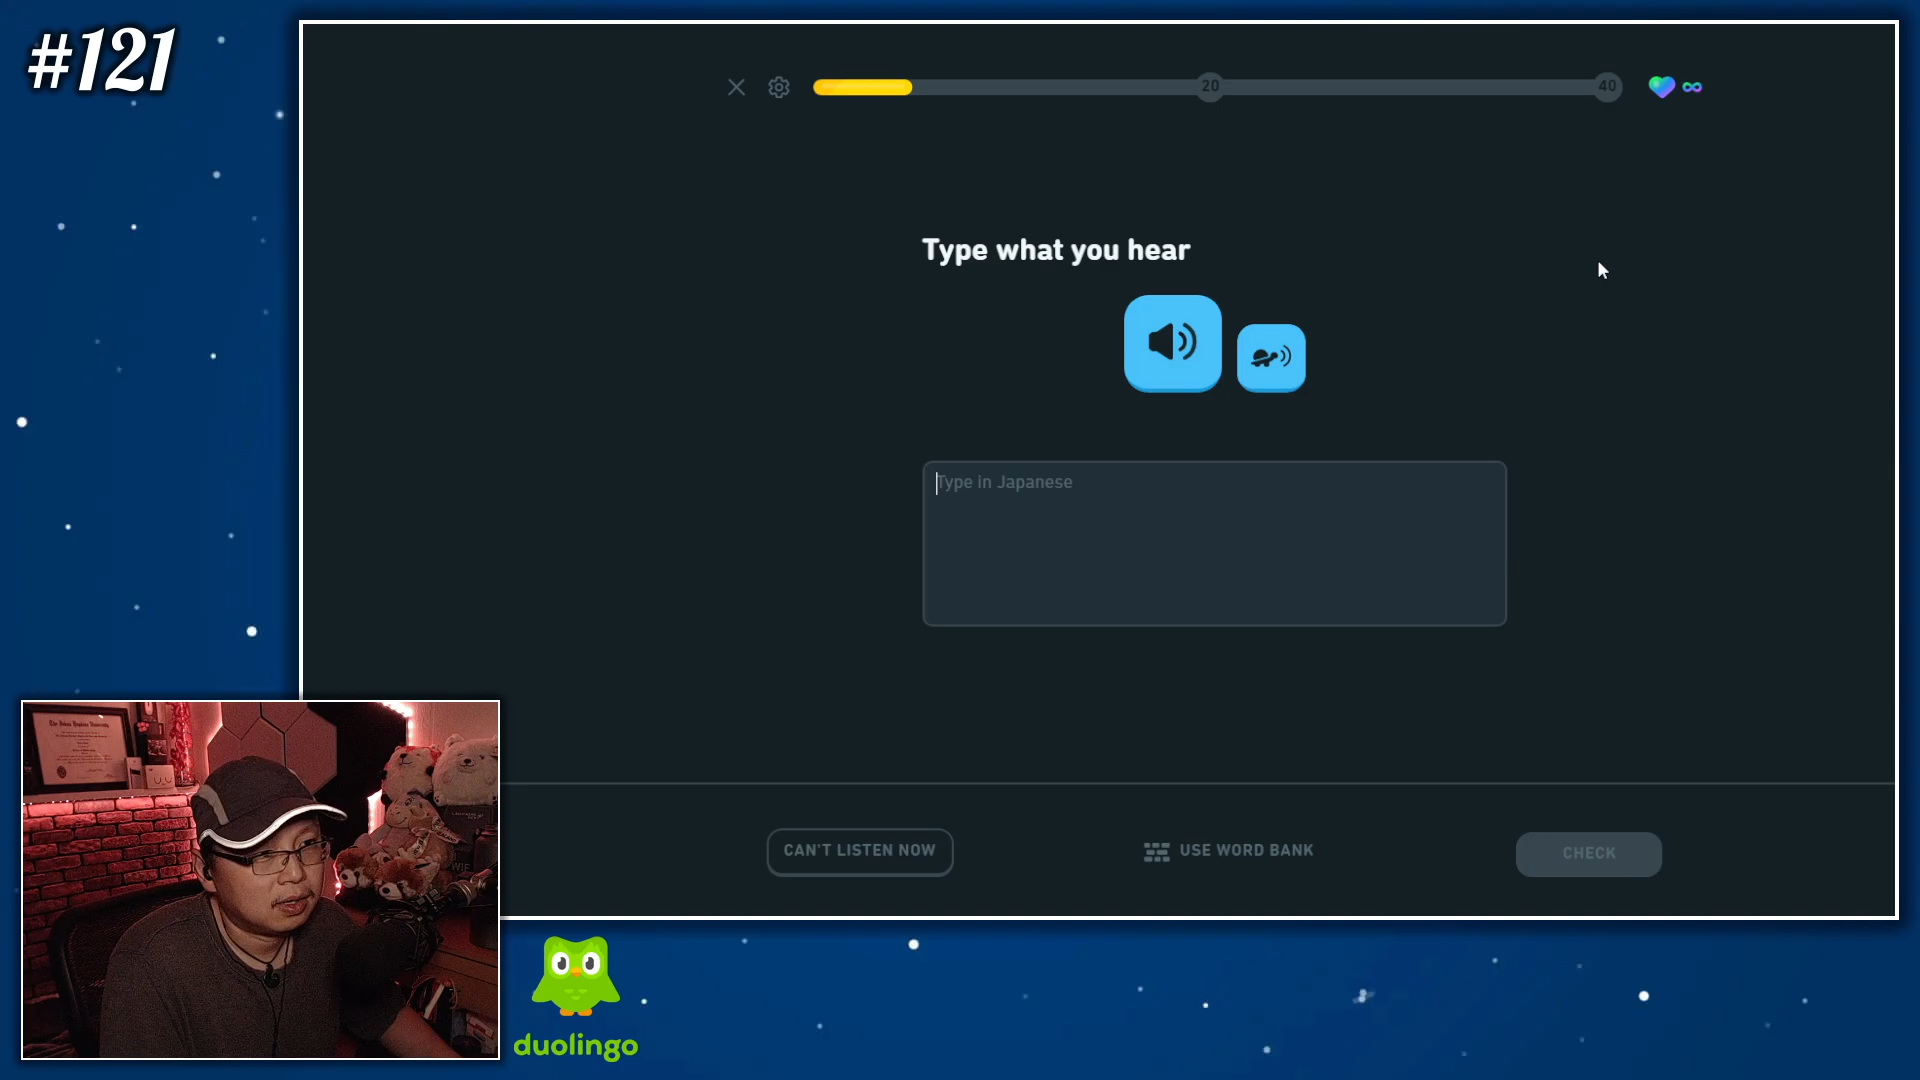 #121
20
40
Type what you hear
Type in Japanese
CAN'T LISTEN NOW
USE WORD BANK
CHECK
duolingo